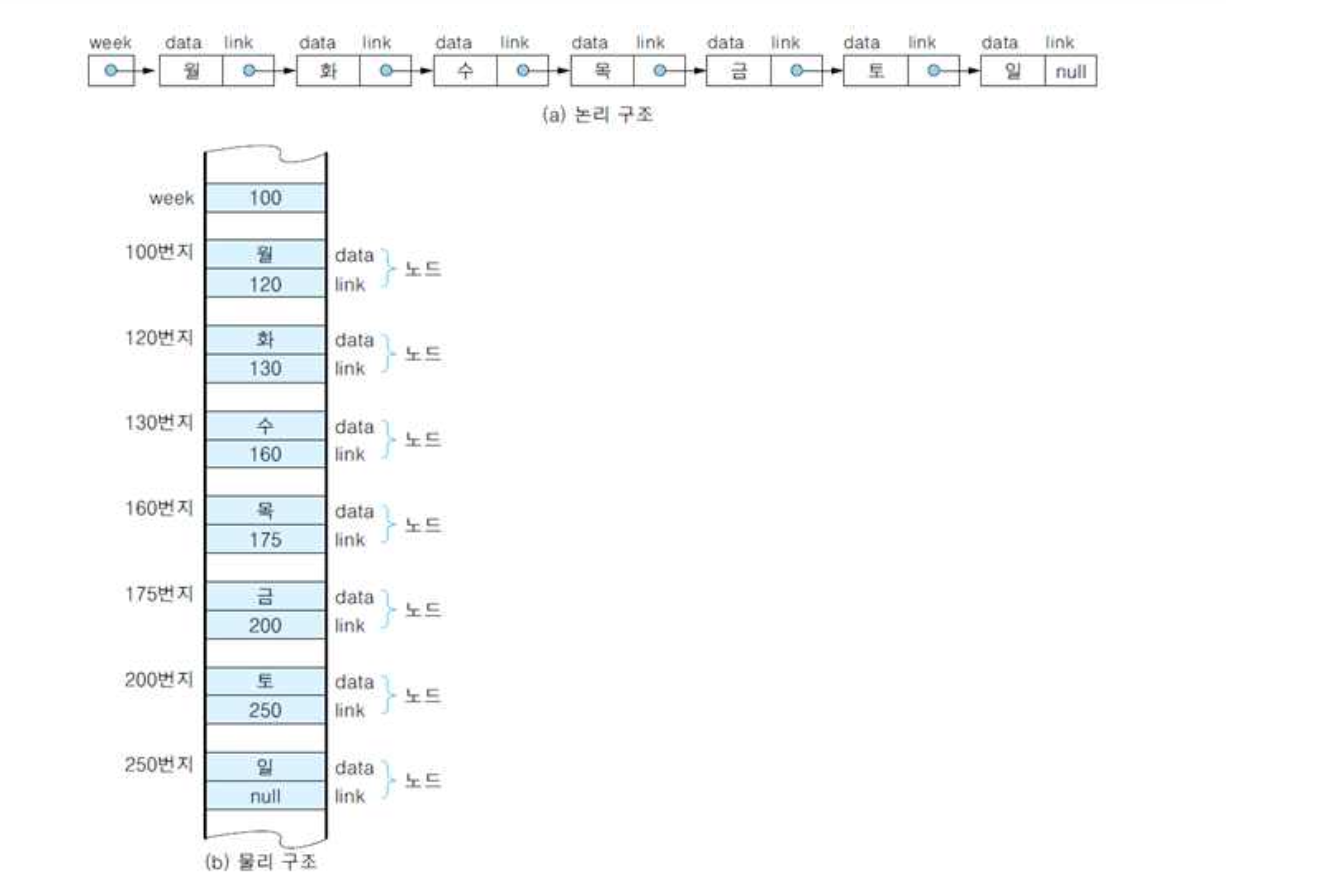 week data link data link data link data link data link data link data link
월 화 수 목 금 토 일 null
(a) 논리 구조
week 100
100번지 월 data 노드
120 link
120번지 화 data 노드
130 link
130번지 수 data 노드
160 link
160번지 목 data 노드
175 link
175번지 금 data 노드
200 link
200번지 토 data 노드
250 link
250번지 일 data 노드
null link
(b) 물리 구조